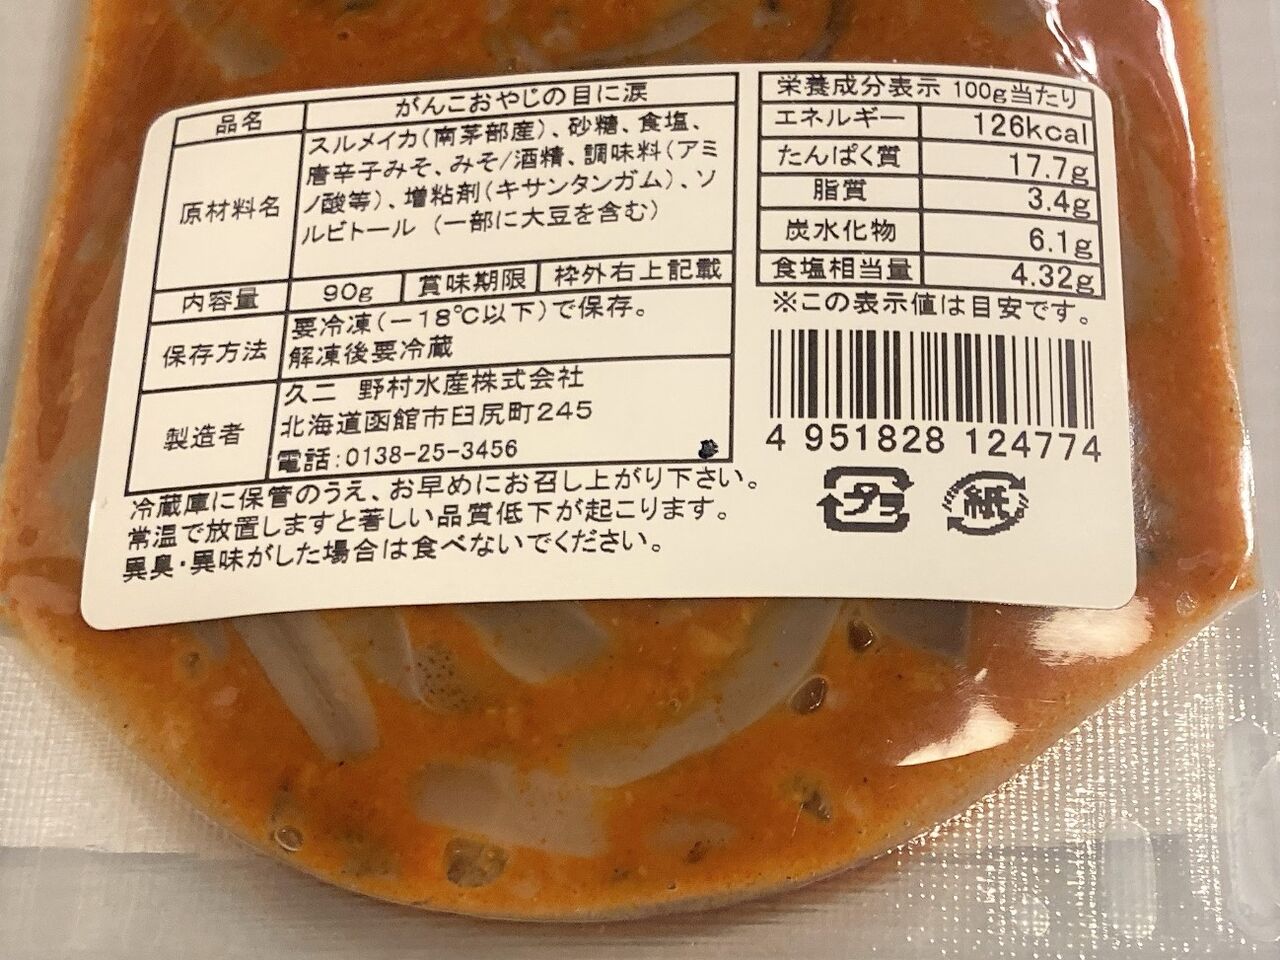 品名 がんこおやじの目に涙
原材料名
スルメイカ(南茅部産)、砂糖、食塩、
唐辛子みそ、みそ/酒精、調味料(アミ
ノ酸等)、増粘剤(キサンタンガム)、ソ
ルビトール (一部に大豆を含む)
内容量 90g 賞味期限 枠外右上記載
保存方法
要冷凍(-18℃以下)で保存。
解凍後要冷蔵
製造者
久二 野村水産株式会社
北海道函館市臼尻町245
電話:0138-25-3456
冷蔵庫に保管のうえ、お早めにお召し上がり下さい。
常温で放置しますと著しい品質低下が起こります。
異臭・異味がした場合は食べないでください。
栄養成分表示 100g当たり
エネルギー 126kcal
たんぱく質 17.7g
脂質 3.4g
炭水化物 6.1g
食塩相当量 4.32g
※この表示値は目安です。
4 951828 124774
プラ
紙